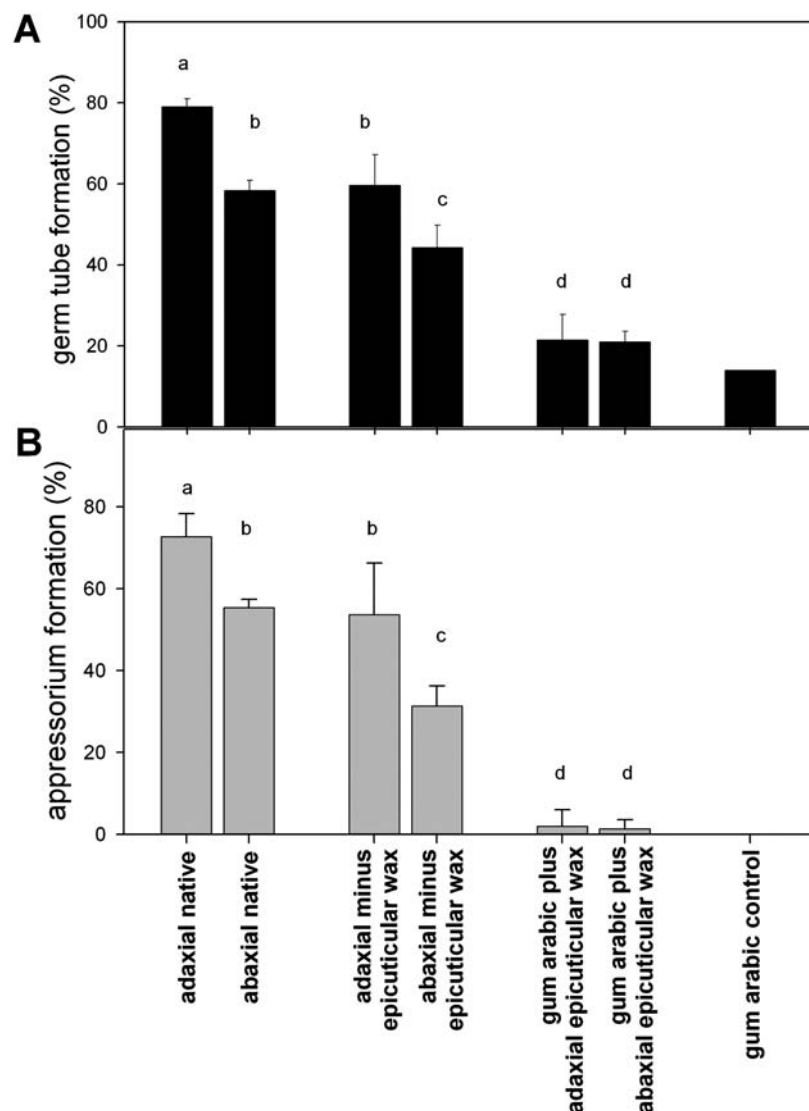 A
germ tube formation (%)
100
80
60
40
20
0
a
b
b
c
d
d
B
appressorium formation (%)
80
60
40
20
0
a
b
b
c
d
d
adaxial native
abaxial native
adaxial minus
epicuticular wax
abaxial minus
epicuticular wax
gum arabic plus
adaxial epicuticular wax
gum arabic plus
abaxial epicuticular wax
gum arabic control